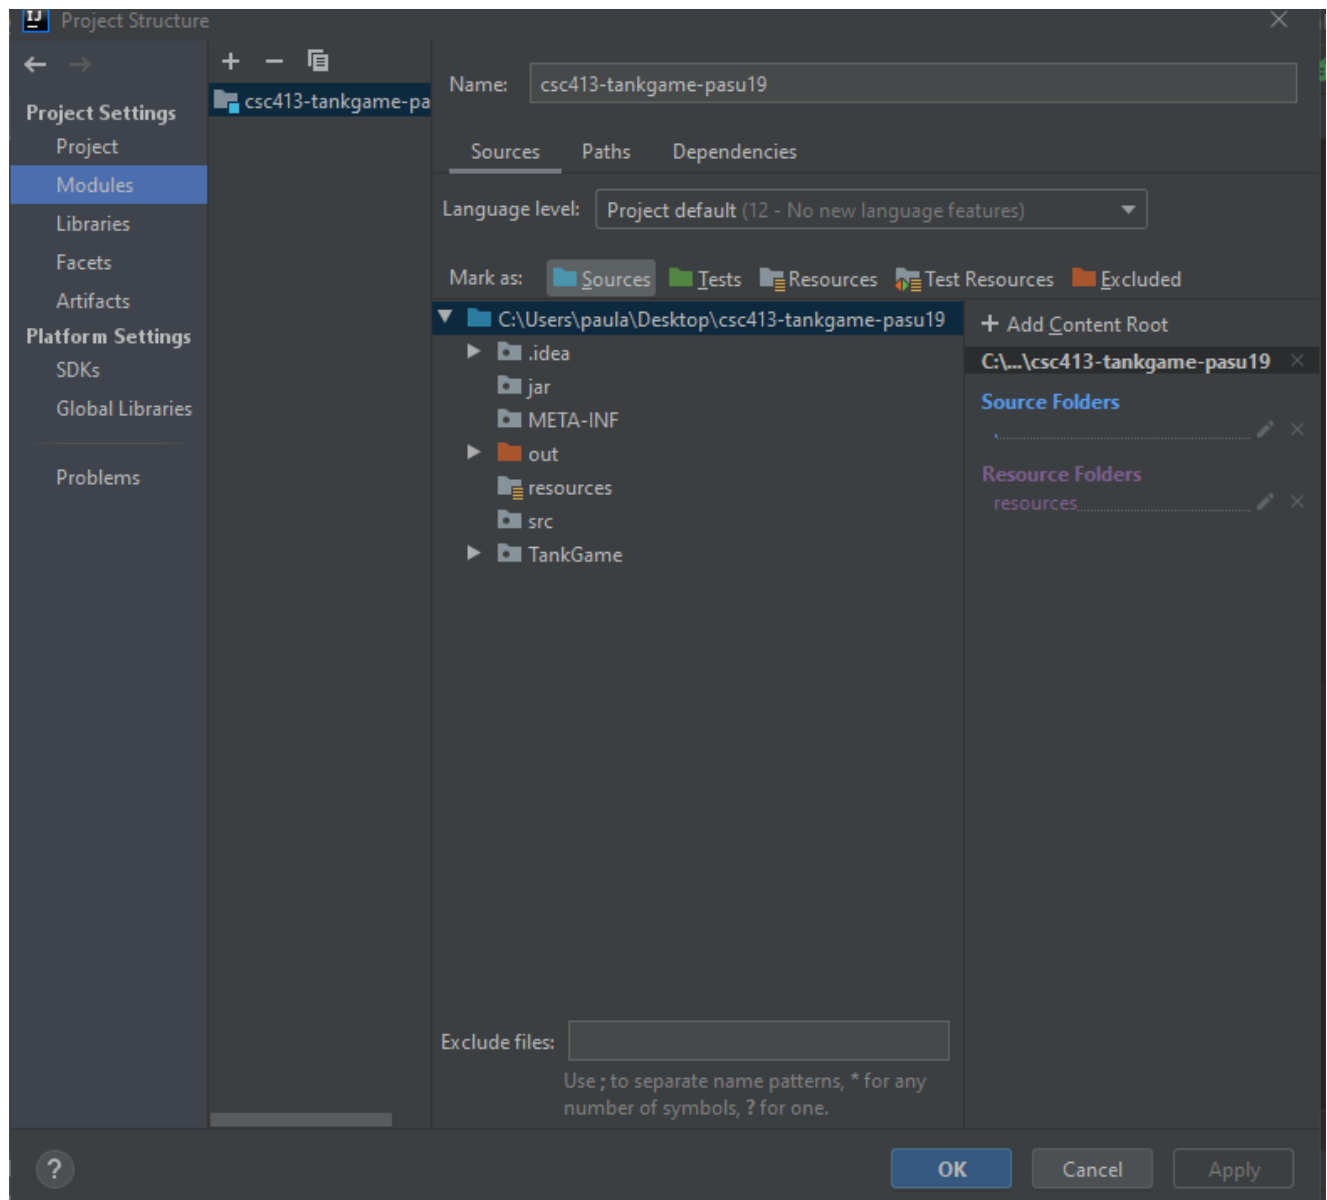 IJ Project Structure
Project Settings
Project
Modules
Libraries
Facets
Artifacts
Platform Settings
SDKs
Global Libraries
Problems
csc413-tankgame-pa
Name: csc413-tankgame-pasu19
Sources Paths Dependencies
Language level: Project default (12 - No new language features)
Mark as: Sources Tests Resources Test Resources Excluded
C:\Users\paula\Desktop\csc413-tankgame-pasu19
.idea
jar
META-INF
out
resources
src
TankGame
+ Add Content Root
C:\...\csc413-tankgame-pasu19
Source Folders
.
Resource Folders
resources
Exclude files:
Use ; to separate name patterns, * for any
number of symbols, ? for one.
? OK Cancel Apply